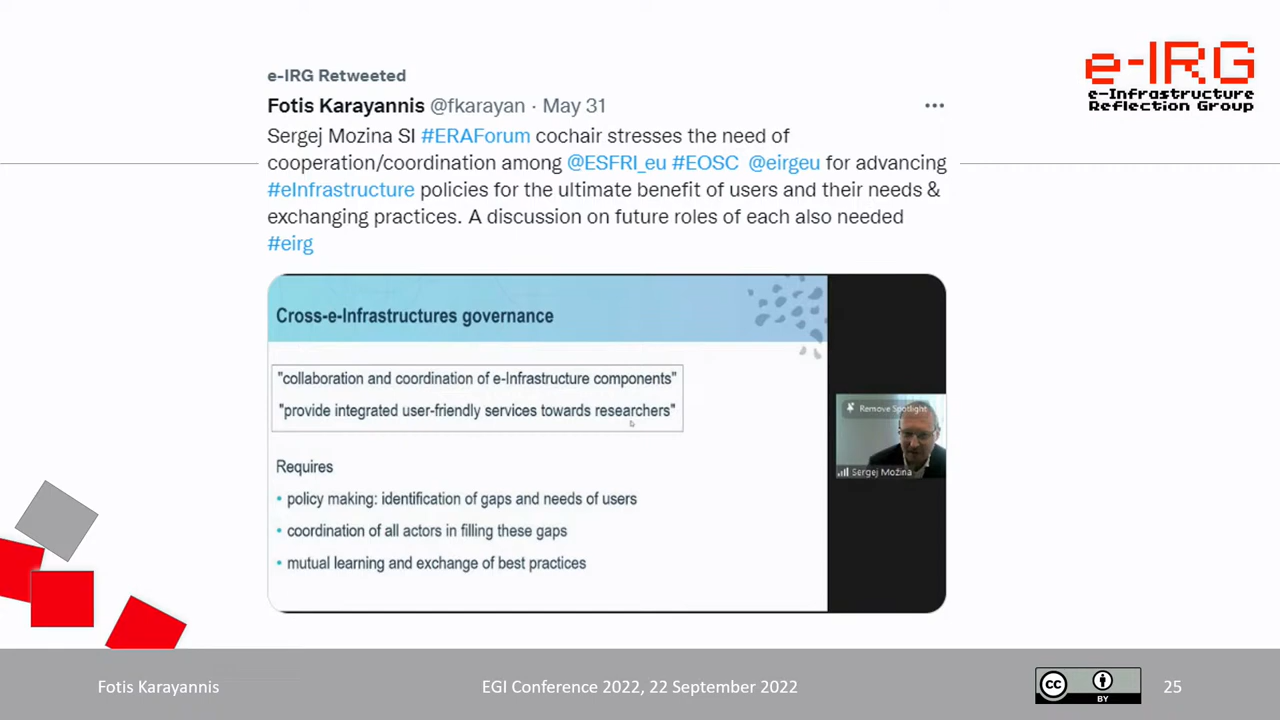 e-IRG Retweeted
Fotis Karayannis @fkarayan · May 31
Sergej Mozina SI #ERAForum cochair stresses the need of
cooperation/coordination among @ESFRI_eu #EOSC @eirgeu for advancing
#eInfrastructure policies for the ultimate benefit of users and their needs &
exchanging practices. A discussion on future roles of each also needed
#eirg
e-IRG
e-Infrastructure
Reflection Group
Cross-e-Infrastructures governance
"collaboration and coordination of e-Infrastructure components"
"provide integrated user-friendly services towards researchers"
Requires
• policy making: identification of gaps and needs of users
• coordination of all actors in filling these gaps
• mutual learning and exchange of best practices
Remove Spotlight
Sergej Možina
Fotis Karayannis
EGI Conference 2022, 22 September 2022
CC BY
25